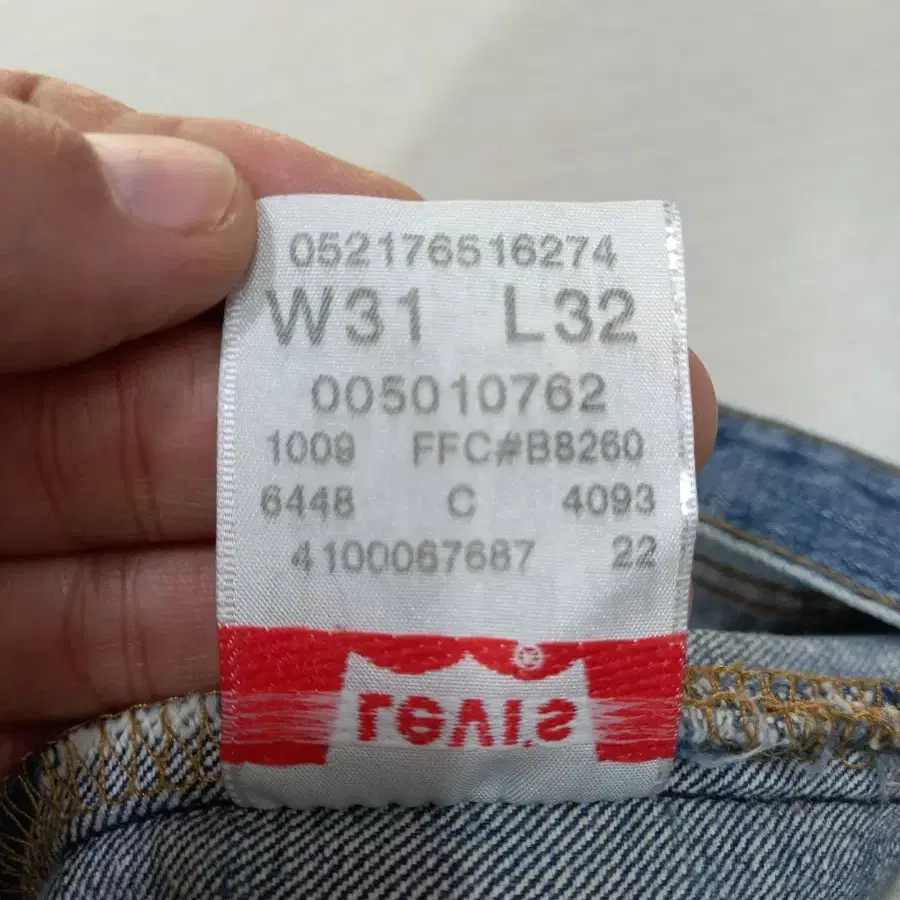 052176516274
W31 L32
005010762
1009 FFC#B8260
6448 C 4093
4100067687 22
Levi's ®